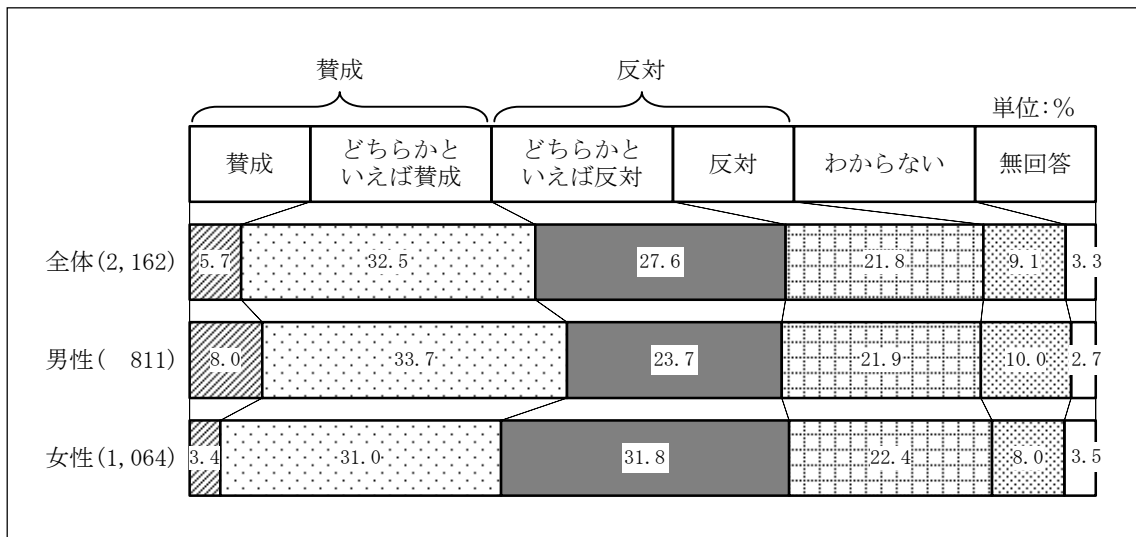 賛成 反対
単位:%
賛成 どちらかと いえば賛成 どちらかと いえば反対 反対 わからない 無回答
全体(2,162) 5.7 32.5 27.6 21.8 9.1 3.3
男性( 811) 8.0 33.7 23.7 21.9 10.0 2.7
女性(1,064) 3.4 31.0 31.8 22.4 8.0 3.5